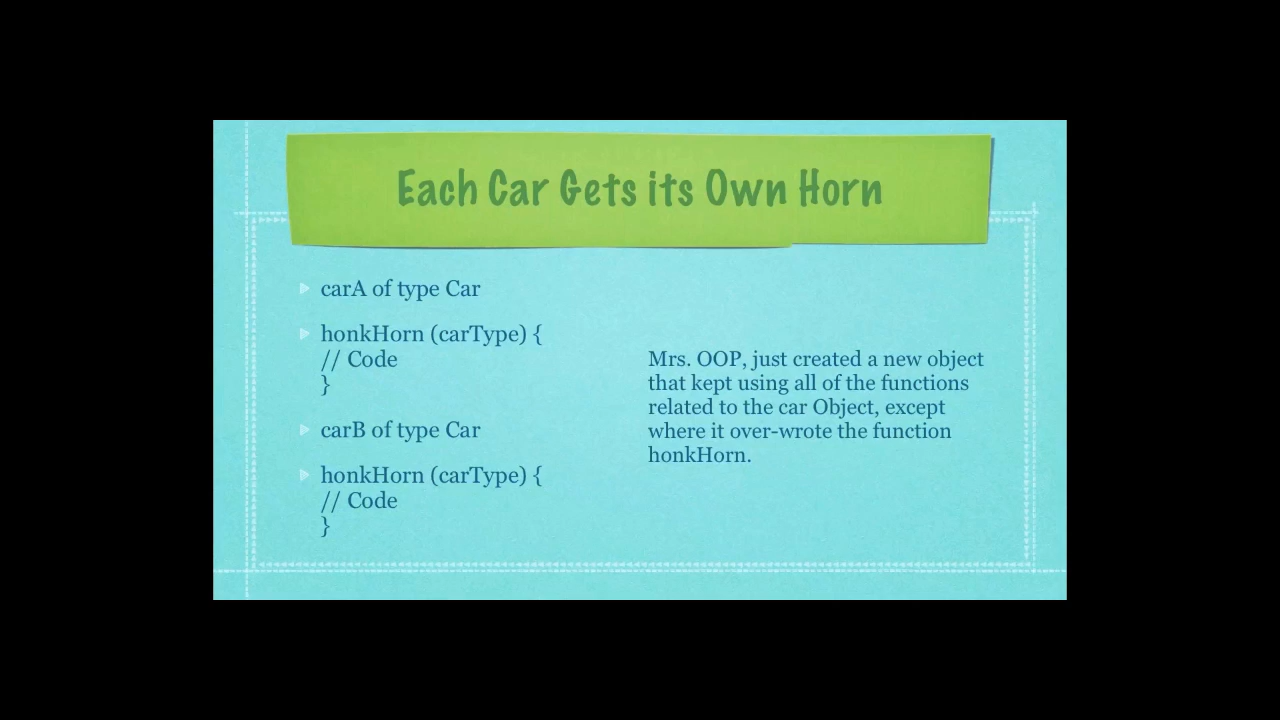 Each Car Gets its Own Horn
carA of type Car
honkHorn (carType) {
// Code
}
carB of type Car
honkHorn (carType) {
// Code
}
Mrs. OOP, just created a new object
that kept using all of the functions
related to the car Object, except
where it over-wrote the function
honkHorn.